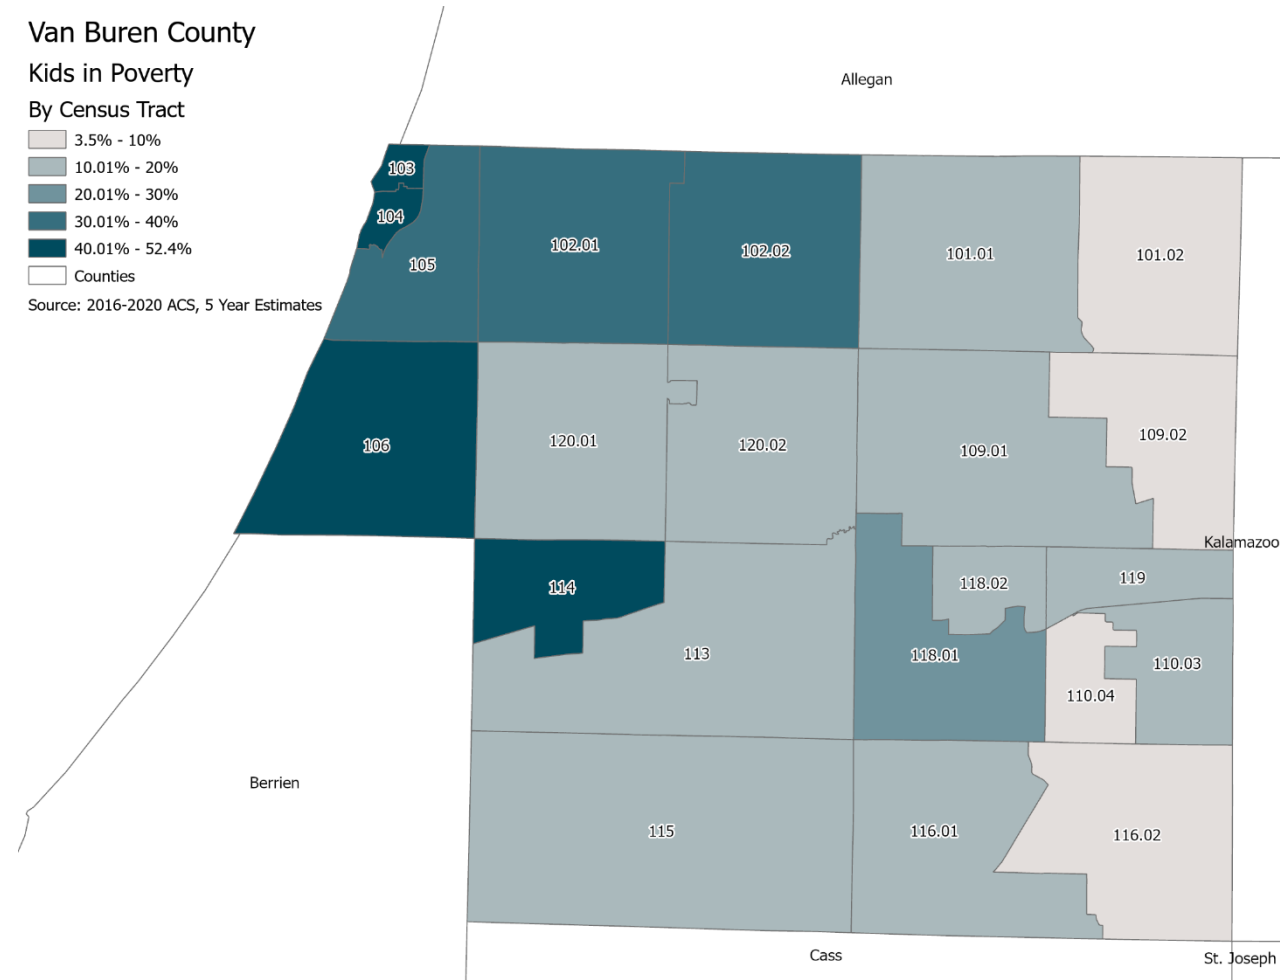 Van Buren County
Kids in Poverty
By Census Tract
3.5% - 10%
10.01% - 20%
20.01% - 30%
30.01% - 40%
40.01% - 52.4%
Counties
Source: 2016-2020 ACS, 5 Year Estimates
Allegan
103
104
105
102.01
102.02
101.01
101.02
106
120.01
120.02
109.01
109.02
Kalamazoo
114
113
118.02
119
118.01
110.04
110.03
Berrien
115
116.01
116.02
Cass
St. Joseph